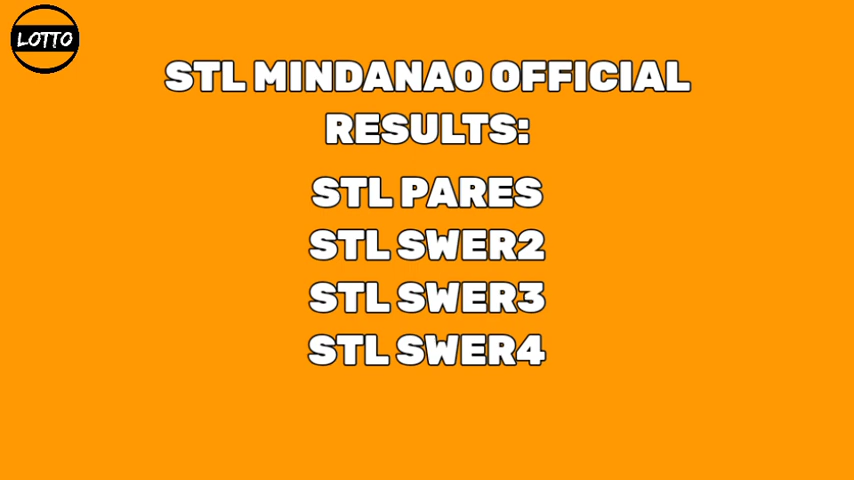 LOTTO
STL MINDANAO OFFICIAL
RESULTS:
STL PARES
STL SWER2
STL SWER3
STL SWER4